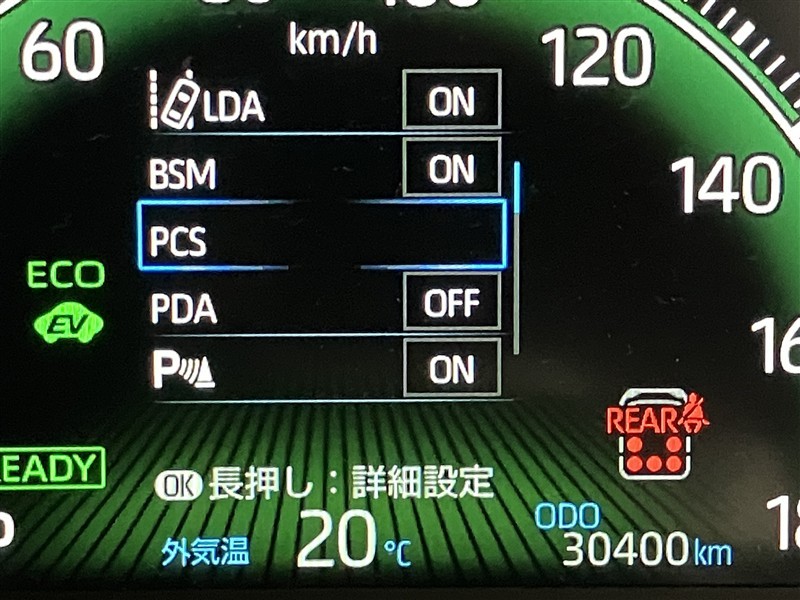 60
km/h
120
LDA
ON
BSM
ON
140
PCS
ECO
EV
PDA
OFF
P
ON
REAR
READY
OK 長押し：詳細設定
外気温 20℃
ODO
30400km